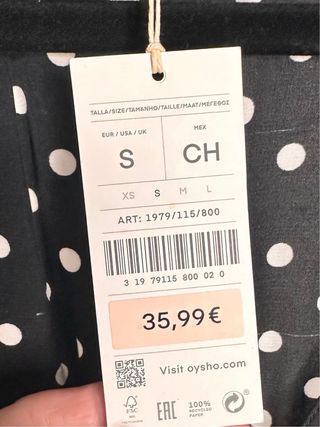 TALLA/SIZE/TAMANHO/TAILLE/MAAT/ΜΕΓΕΘΟΣ
EUR / USA / UK
MEX
S
CH
XS S M L
ART: 1979/115/800
3 19 79115 800 02 0
35,99 €
Visit oysho.com
FSC
EAC
100%
RECYCLED
PAPER